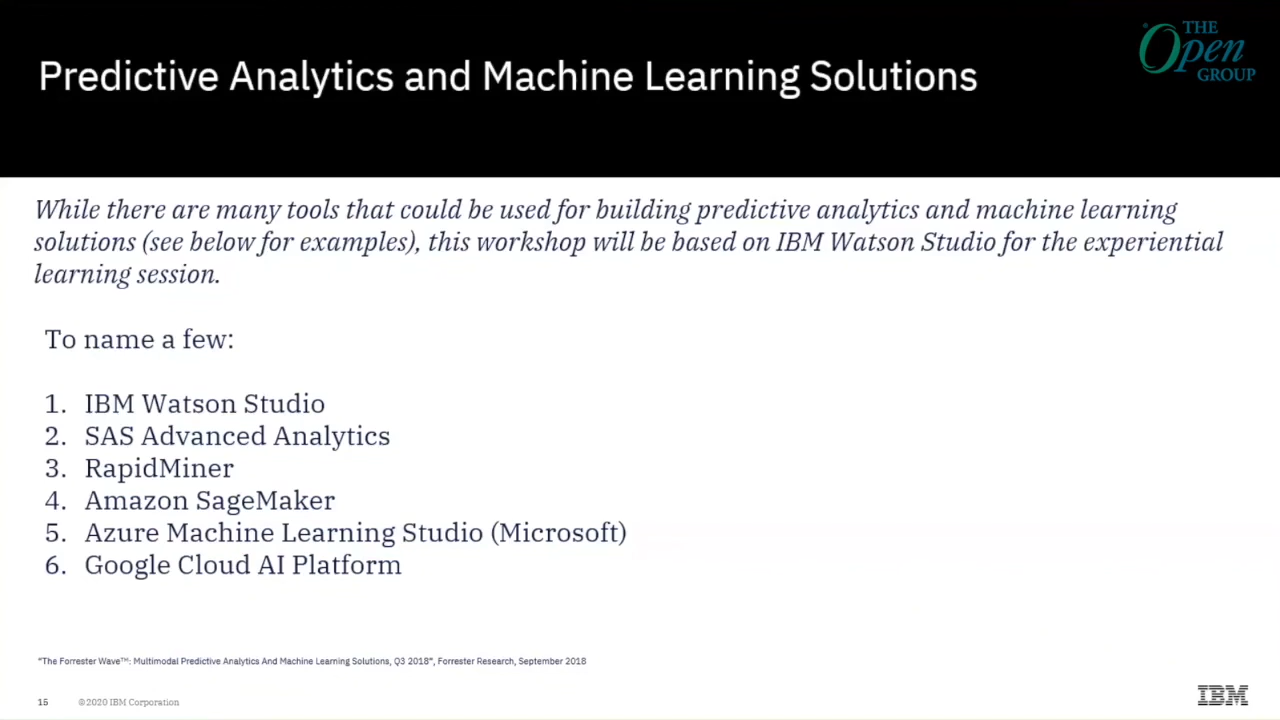 THE
Open
GROUP
Predictive Analytics and Machine Learning Solutions
While there are many tools that could be used for building predictive analytics and machine learning
solutions (see below for examples), this workshop will be based on IBM Watson Studio for the experiential
learning session.
To name a few:
1. IBM Watson Studio
2. SAS Advanced Analytics
3. RapidMiner
4. Amazon SageMaker
5. Azure Machine Learning Studio (Microsoft)
6. Google Cloud AI Platform
"The Forrester Wave™: Multimodal Predictive Analytics And Machine Learning Solutions, Q3 2018", Forrester Research, September 2018
15 ©2020 IBM Corporation
IBM